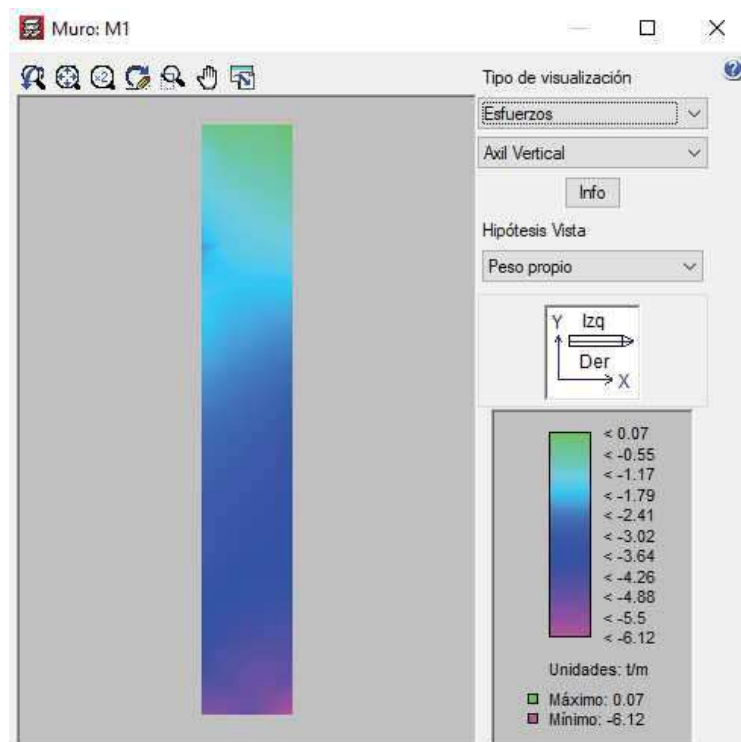 Muro: M1
x2
Tipo de visualización
Esfuerzos
Axil Vertical
Info
Hipótesis Vista
Peso propio
Y Izq
Der
X
< 0.07
< -0.55
< -1.17
< -1.79
< -2.41
< -3.02
< -3.64
< -4.26
< -4.88
< -5.5
< -6.12
Unidades: t/m
Máximo: 0.07
Mínimo: -6.12